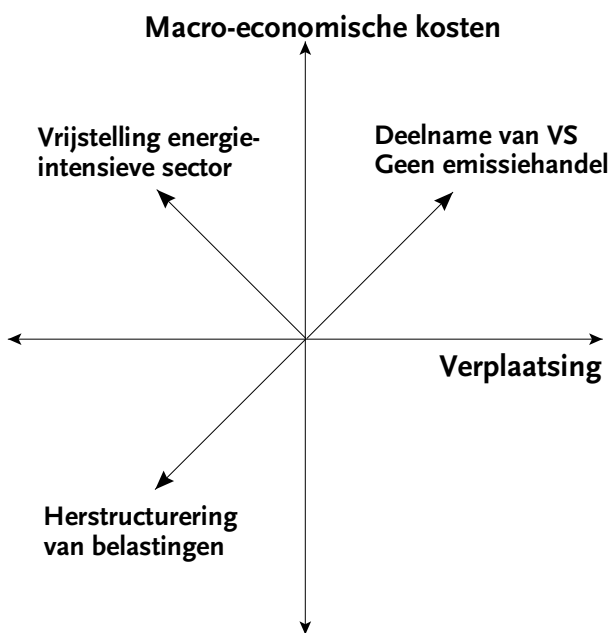 Macro-economische kosten
Vrijstelling energie-
intensieve sector
Deelname van VS
Geen emissiehandel
Verplaatsing
Herstructurering
van belastingen